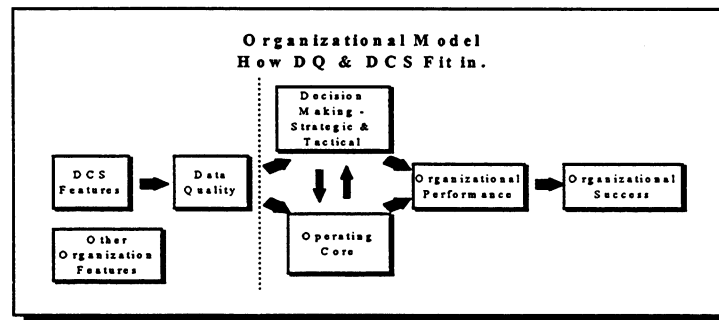 Organizational Model
How DQ & DCS Fit in.
Decision
Making -
Strategic &
Tactical
DCS
Features
Data
Quality
Organizational
Performance
Organizational
Success
Other
Organization
Features
Operating
Core